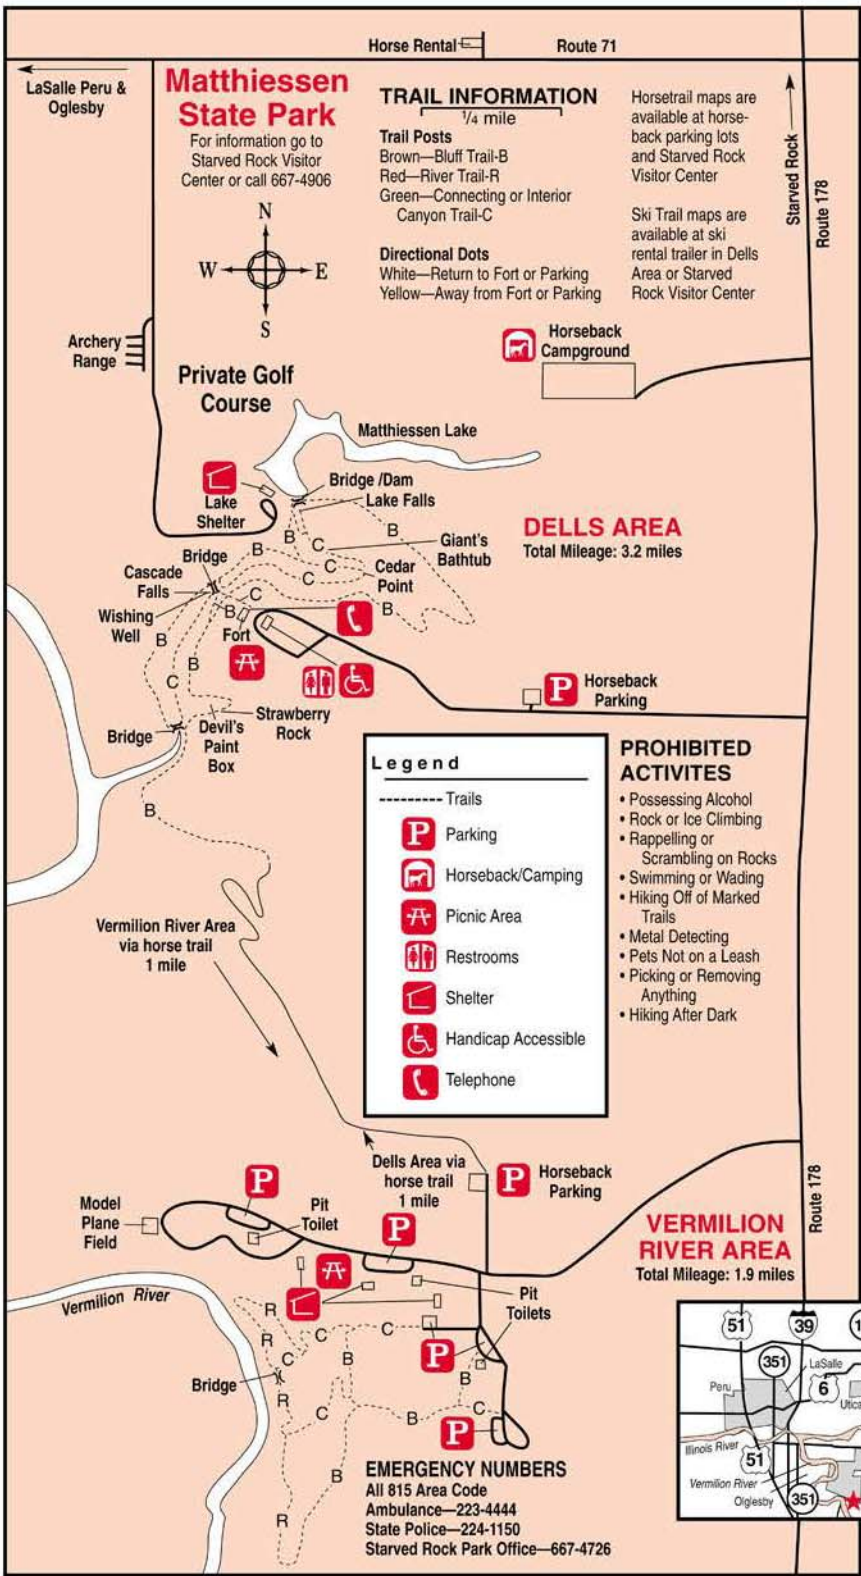 Horse Rental
Route 71
LaSalle Peru &
Oglesby
Matthiessen
State Park
For information go to
Starved Rock Visitor
Center or call 667-4906
N
W
E
S
TRAIL INFORMATION
1/4 mile
Trail Posts
Brown—Bluff Trail-B
Red—River Trail-R
Green—Connecting or Interior
Canyon Trail-C
Directional Dots
White—Return to Fort or Parking
Yellow—Away from Fort or Parking
Horsetrail maps are
available at horse-
back parking lots
and Starved Rock
Visitor Center
Ski Trail maps are
available at ski
rental trailer in Dells
Area or Starved
Rock Visitor Center
Starved Rock
Route 178
Archery
Range
Horseback
Campground
Private Golf
Course
Matthiessen Lake
Bridge /Dam
Lake Falls
Lake
Shelter
B
B
C
Giant's
Bathtub
DELLS AREA
Total Mileage: 3.2 miles
Bridge
B
C
Cedar
Point
Cascade
Falls
C
B
Wishing
Well
B
Fort
B
B
C
P
Horseback
Parking
Strawberry
Rock
Bridge
Devil's
Paint
Box
B
Legend
Trails
P
Parking
Horseback/Camping
Picnic Area
Restrooms
Shelter
Handicap Accessible
Telephone
PROHIBITED
ACTIVITES
• Possessing Alcohol
• Rock or Ice Climbing
• Rappelling or
Scrambling on Rocks
• Swimming or Wading
• Hiking Off of Marked
Trails
• Metal Detecting
• Pets Not on a Leash
• Picking or Removing
Anything
• Hiking After Dark
Vermilion River Area
via horse trail
1 mile
Dells Area via
horse trail
1 mile
P
Horseback
Parking
Route 178
P
Model
Plane
Field
Pit
Toilet
P
VERMILION
RIVER AREA
Total Mileage: 1.9 miles
Vermilion River
Pit
Toilets
R
R
C
C
C
B
P
Bridge
R
C
B
B
C
P
B
R
EMERGENCY NUMBERS
All 815 Area Code
Ambulance—223-4444
State Police—224-1150
Starved Rock Park Office—667-4726
51
39
1
351
LaSalle
Peru
6
Utica
Illinois River
51
Vermilion River
Olglesby
351